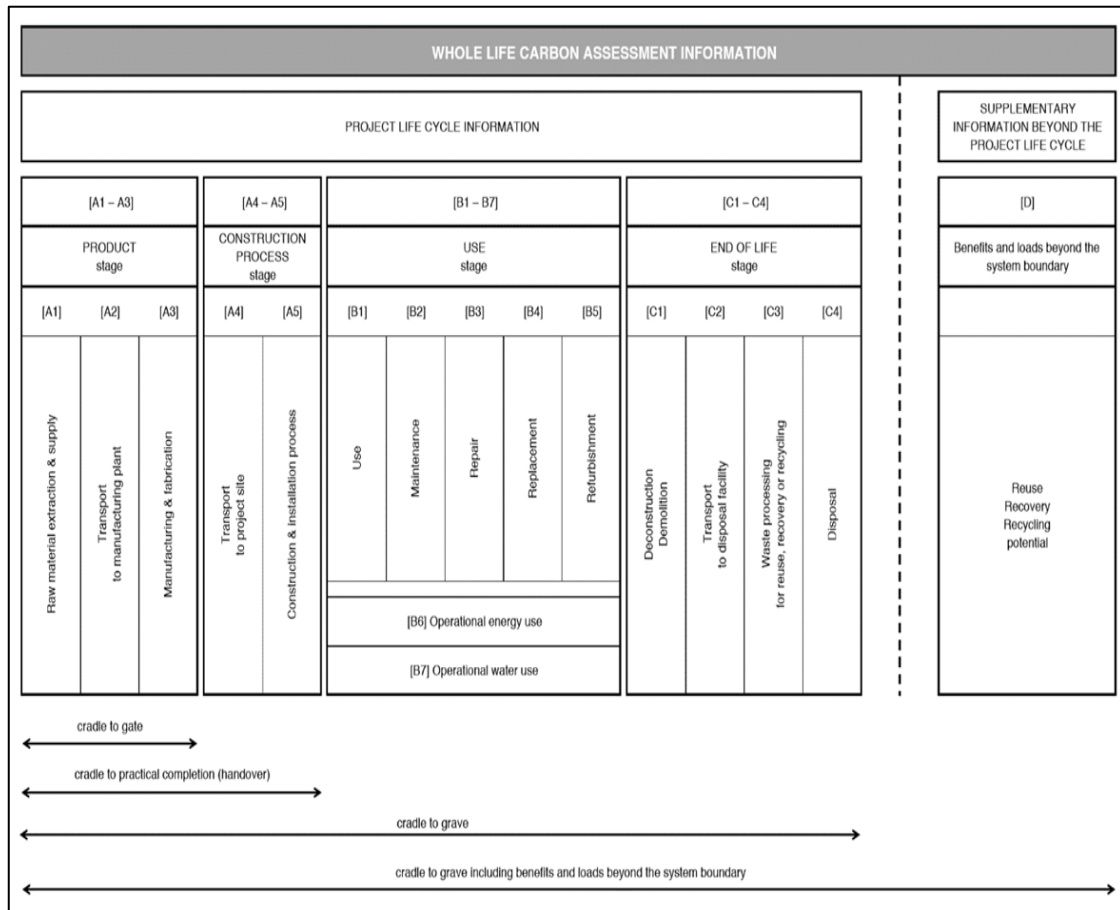 WHOLE LIFE CARBON ASSESSMENT INFORMATION
PROJECT LIFE CYCLE INFORMATION
SUPPLEMENTARY
INFORMATION BEYOND THE
PROJECT LIFE CYCLE
[A1 – A3]
[A4 – A5]
[B1 – B7]
[C1 – C4]
[D]
PRODUCT
stage
CONSTRUCTION
PROCESS
stage
USE
stage
END OF LIFE
stage
Benefits and loads beyond the
system boundary
[A1]
[A2]
[A3]
[A4]
[A5]
[B1]
[B2]
[B3]
[B4]
[B5]
[C1]
[C2]
[C3]
[C4]
Raw material extraction & supply
Transport
to manufacturing plant
Manufacturing & fabrication
Transport
to project site
Construction & installation process
Use
Maintenance
Repair
Replacement
Refurbishment
[B6] Operational energy use
[B7] Operational water use
Deconstruction
Demolition
Transport
to disposal facility
Waste processing
for reuse, recovery or recycling
Disposal
Reuse
Recovery
Recycling
potential
cradle to gate
cradle to practical completion (handover)
cradle to grave
cradle to grave including benefits and loads beyond the system boundary